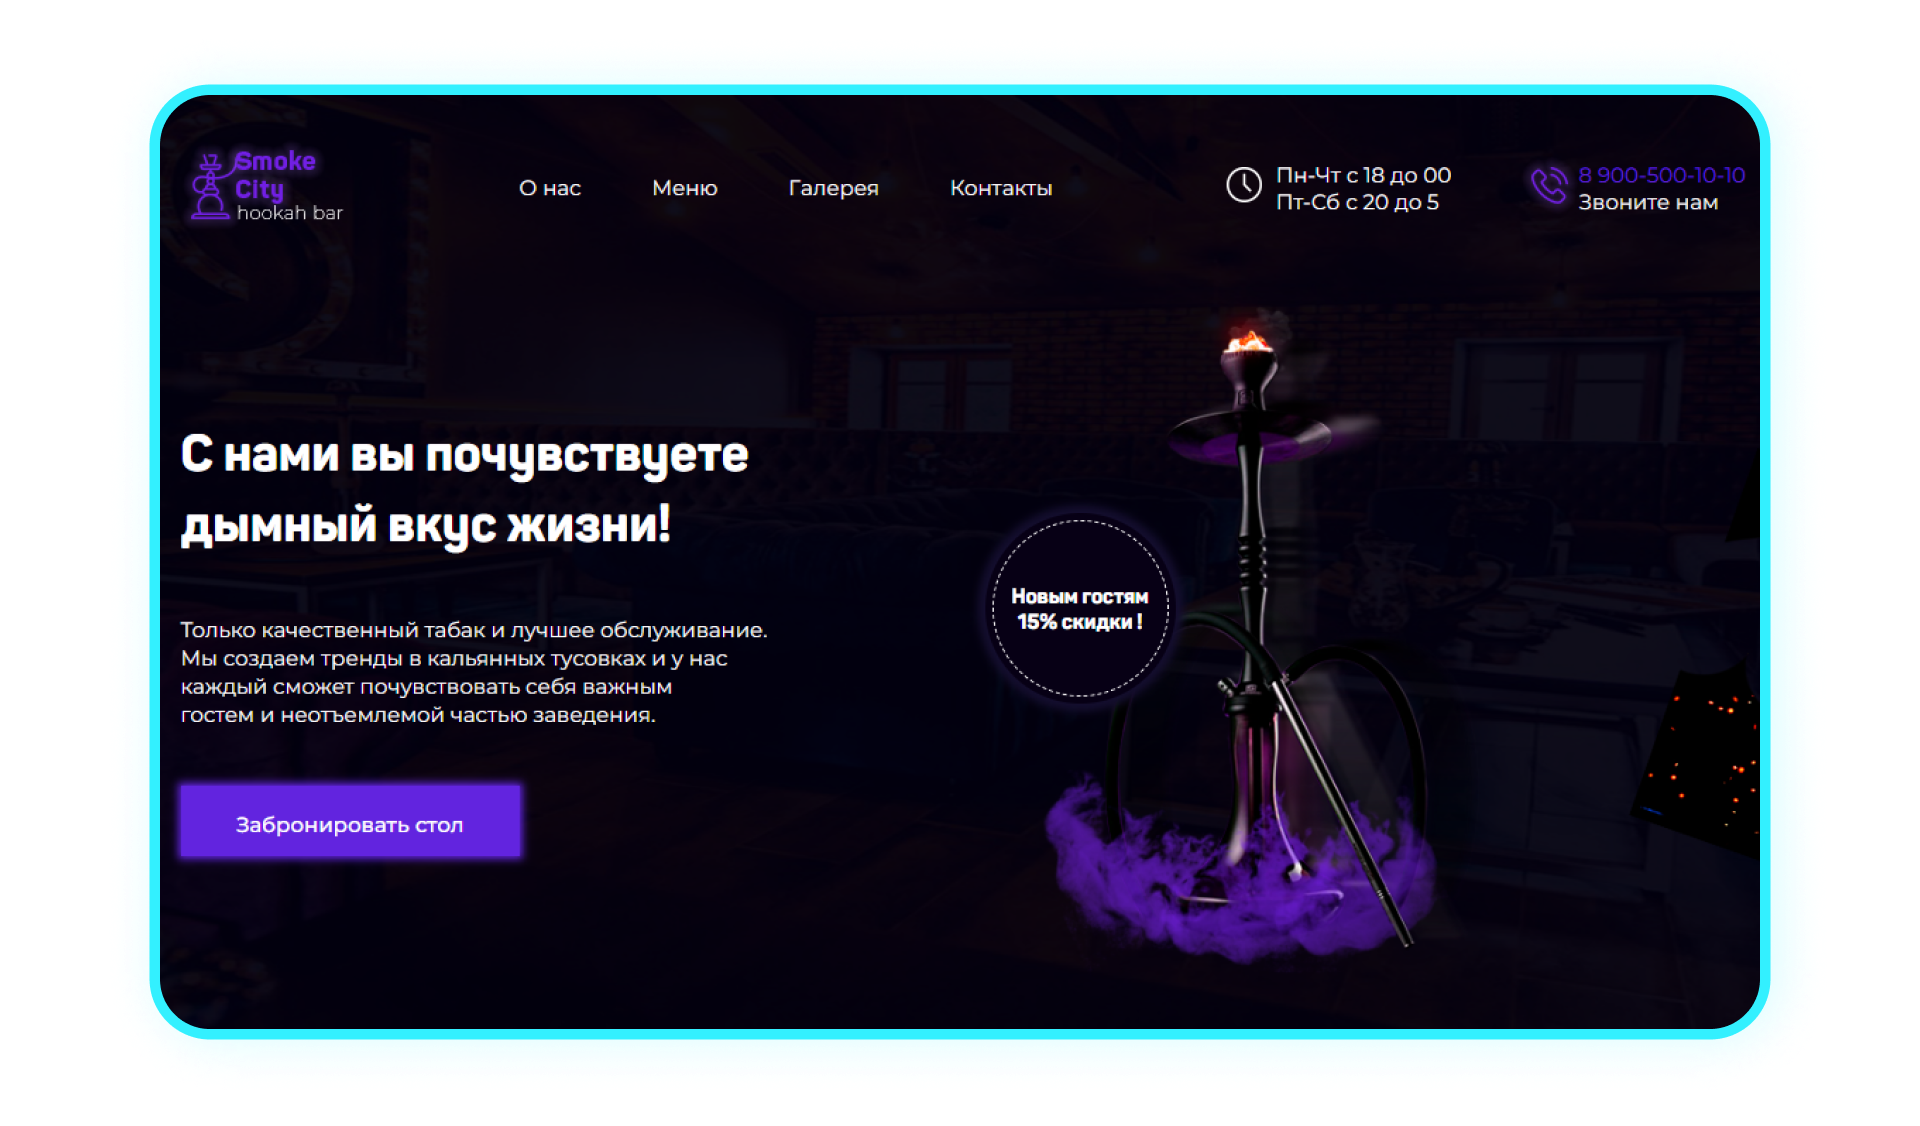 Smoke
City
hookah bar
О нас
Меню
Галерея
Контакты
Пн-Чт с 18 до 00
Пт-Сб с 20 до 5
8 900-500-10-10
Звоните нам
С нами вы почувствуете
дымный вкус жизни!
Новым гостям
15% скидки !
Только качественный табак и лучшее обслуживание.
Мы создаем тренды в кальянных тусовках и у нас
каждый сможет почувствовать себя важным
гостем и неотъемлемой частью заведения.
Забронировать стол